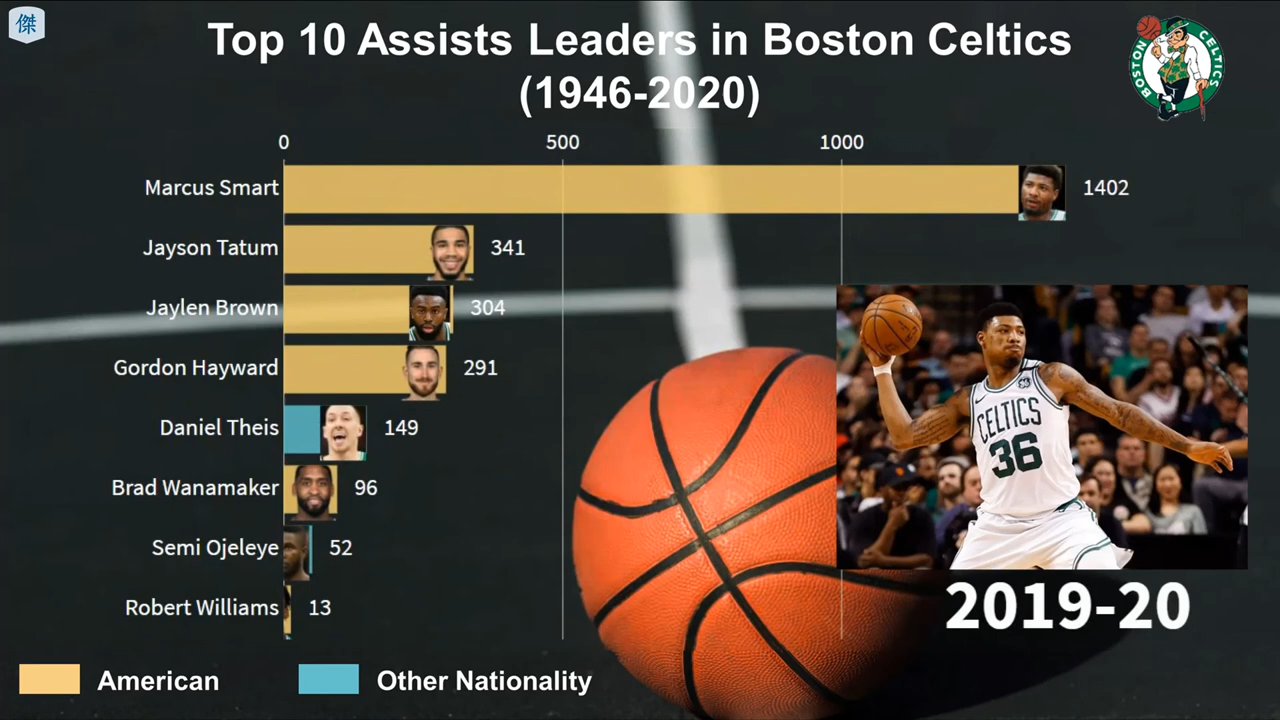 傑
Top 10 Assists Leaders in Boston Celtics
(1946-2020)
BOSTON CELTICS
0 500 1000
Marcus Smart 1402
Jayson Tatum 341
Jaylen Brown 304
Gordon Hayward 291
Daniel Theis 149
Brad Wanamaker 96
Semi Ojeleye 52
Robert Williams 13
CELTICS
36
2019-20
American Other Nationality